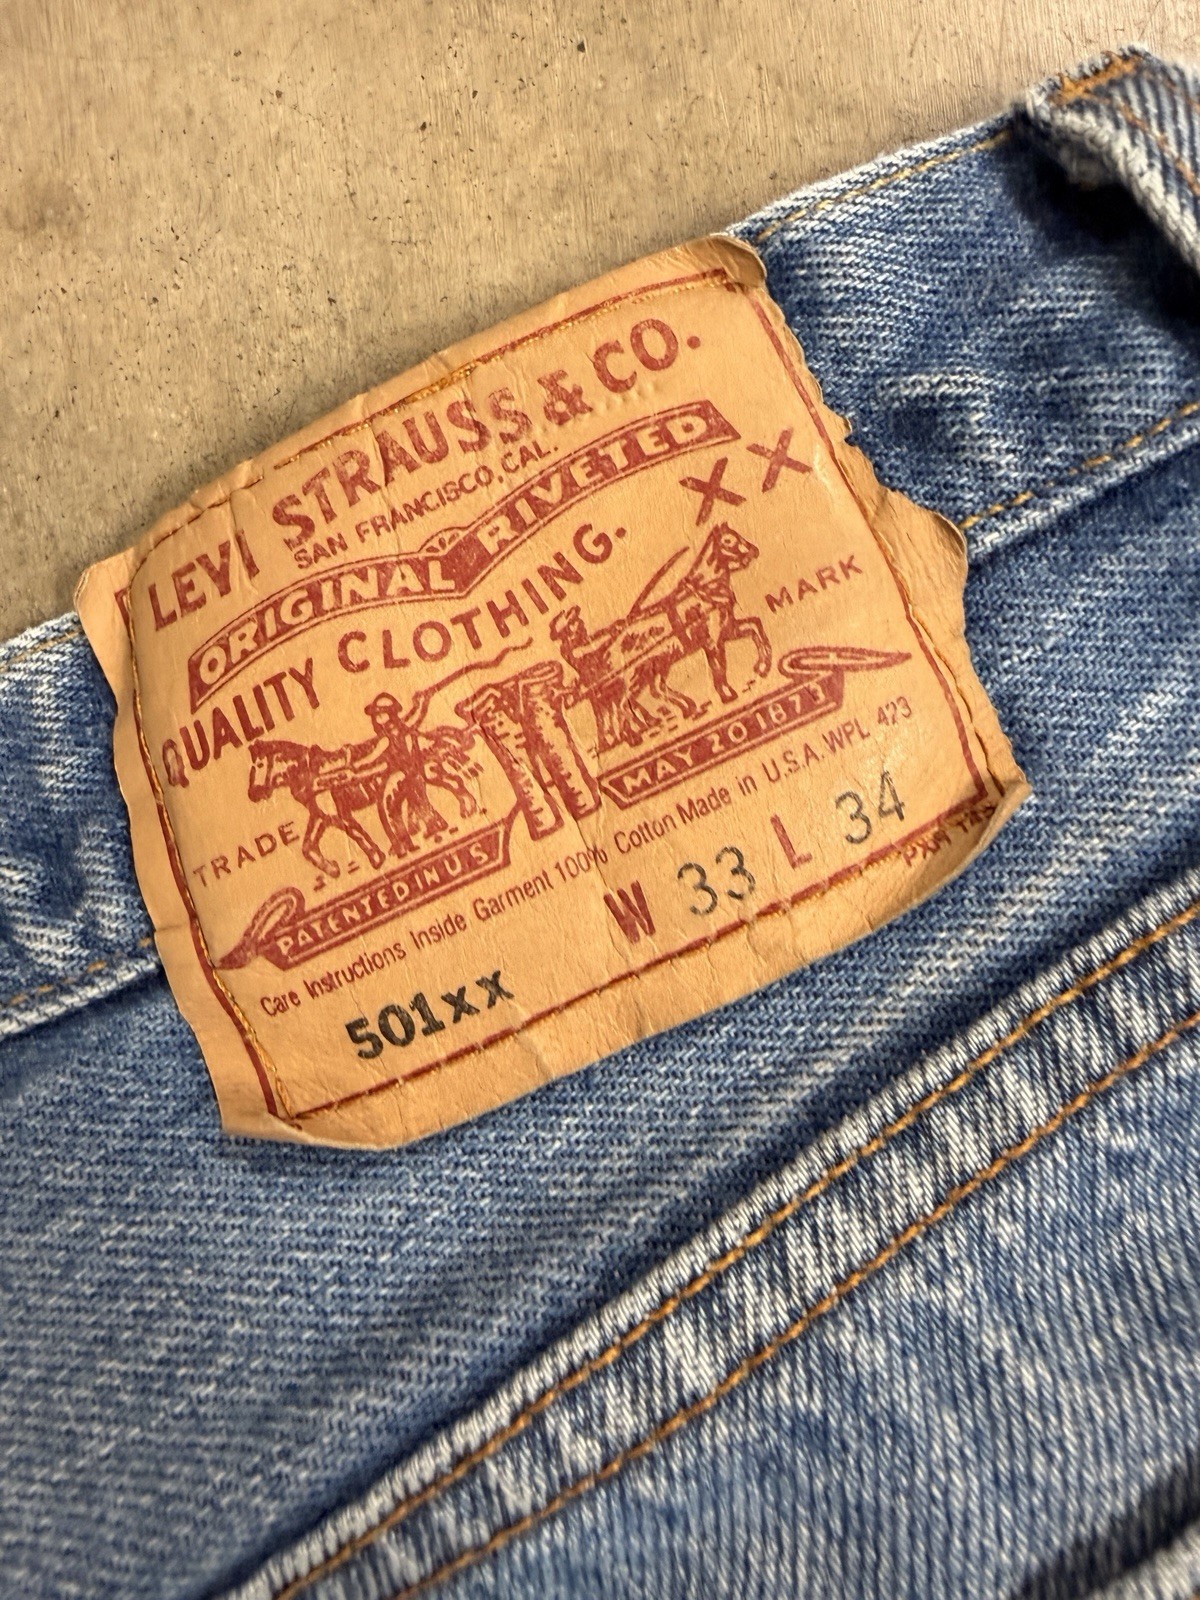 LEVI STRAUSS & CO.
SAN FRANCISCO, CAL.
ORIGINAL RIVETED
QUALITY CLOTHING.
XX
TRADE MARK
PATENTED IN U.S. MAY 20 1873
Care Instructions Inside Garment 100% Cotton Made in U.S.A. WPL 423
501xx
W 33 L 34